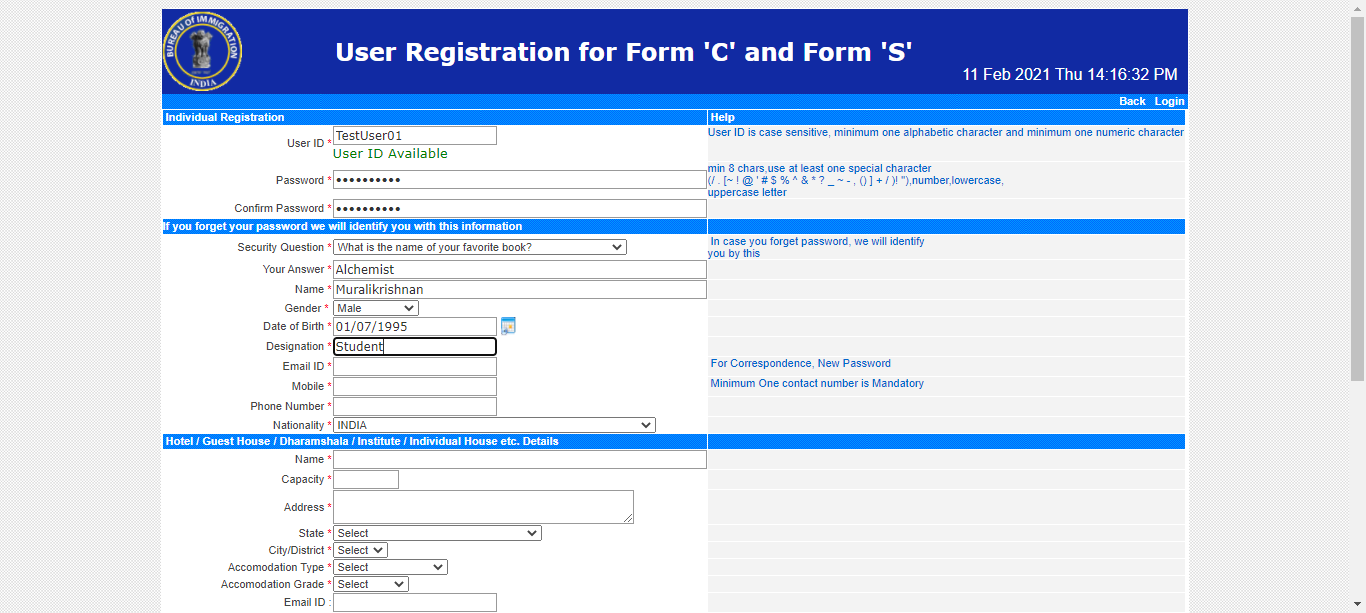 BUREAU OF IMMIGRATION
INDIA
User Registration for Form 'C' and Form 'S'
11 Feb 2021 Thu 14:16:32 PM
Back Login
Individual Registration Help
User ID * TestUser01 User ID is case sensitive, minimum one alphabetic character and minimum one numeric character
User ID Available
Password * •••••••••• min 8 chars,use at least one special character
(/ . [~ ! @ ' # $ % ^ & * ? _ ~ - , () ] + / )! "),number,lowercase,
uppercase letter
Confirm Password * ••••••••••
If you forget your password we will identify you with this information
Security Question * What is the name of your favorite book? In case you forget password, we will identify
you by this
Your Answer * Alchemist
Name * Muralikrishnan
Gender * Male
Date of Birth * 01/07/1995
Designation * Student
Email ID * For Correspondence, New Password
Mobile * Minimum One contact number is Mandatory
Phone Number *
Nationality * INDIA
Hotel / Guest House / Dharamshala / Institute / Individual House etc. Details
Name *
Capacity *
Address *
State * Select
City/District * Select
Accomodation Type * Select
Accomodation Grade * Select
Email ID :